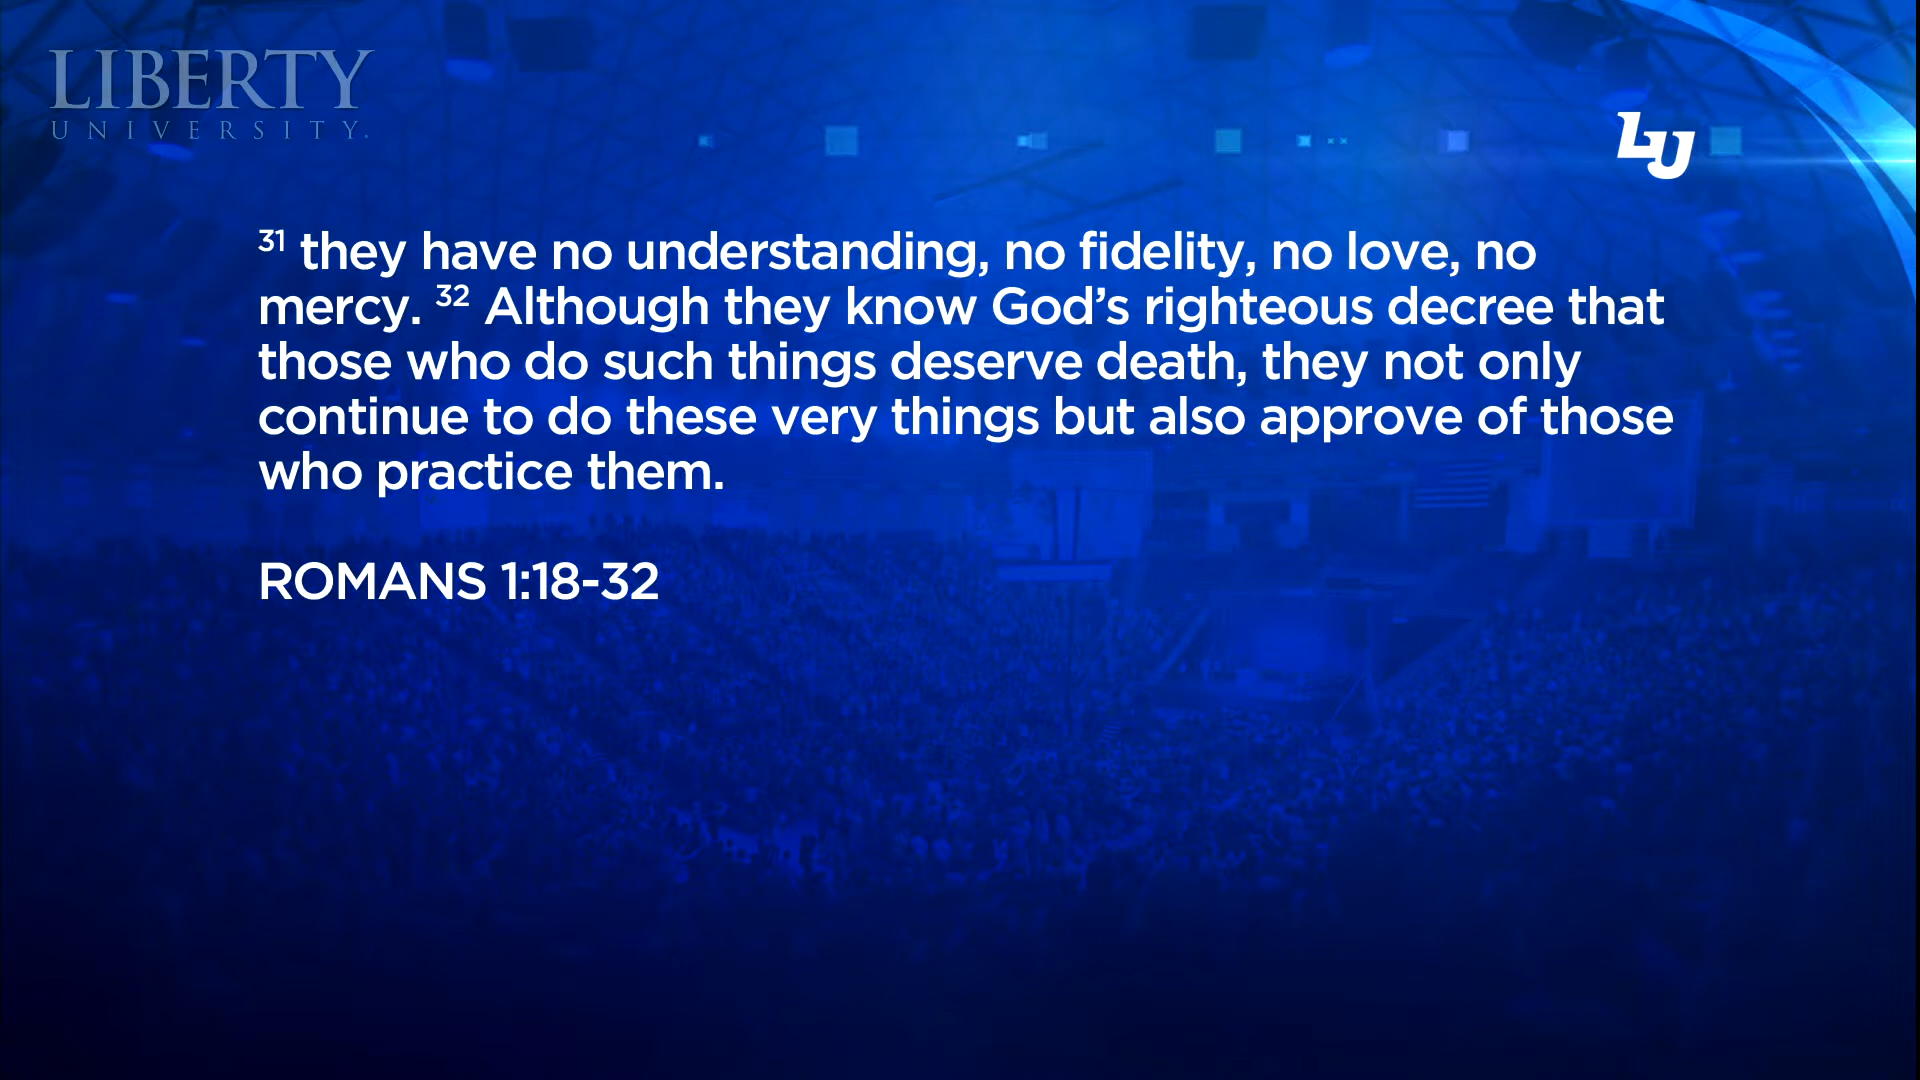 LIBERTY
UNIVERSITY.
LU
³¹ they have no understanding, no fidelity, no love, no
mercy. ³² Although they know God’s righteous decree that
those who do such things deserve death, they not only
continue to do these very things but also approve of those
who practice them.
ROMANS 1:18-32